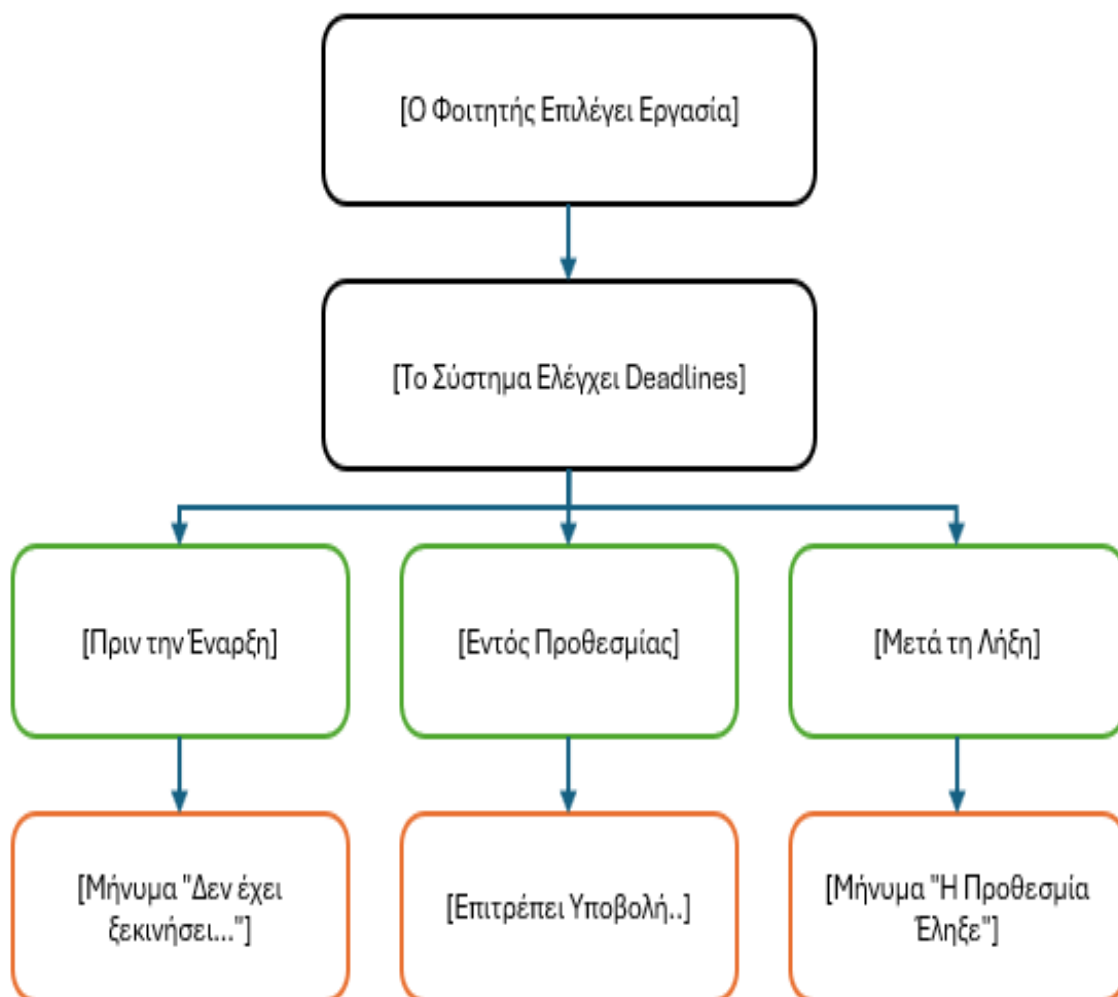 [Ο Φοιτητής Επιλέγει Εργασία]
[Το Σύστημα Ελέγχει Deadlines]
[Πριν την Έναρξη]
[Εντός Προθεσμίας]
[Μετά τη Λήξη]
[Μήνυμα "Δεν έχει
ξεκινήσει..."]
[Επιτρέπει Υποβολή..]
[Μήνυμα "Η Προθεσμία
Έληξε"]